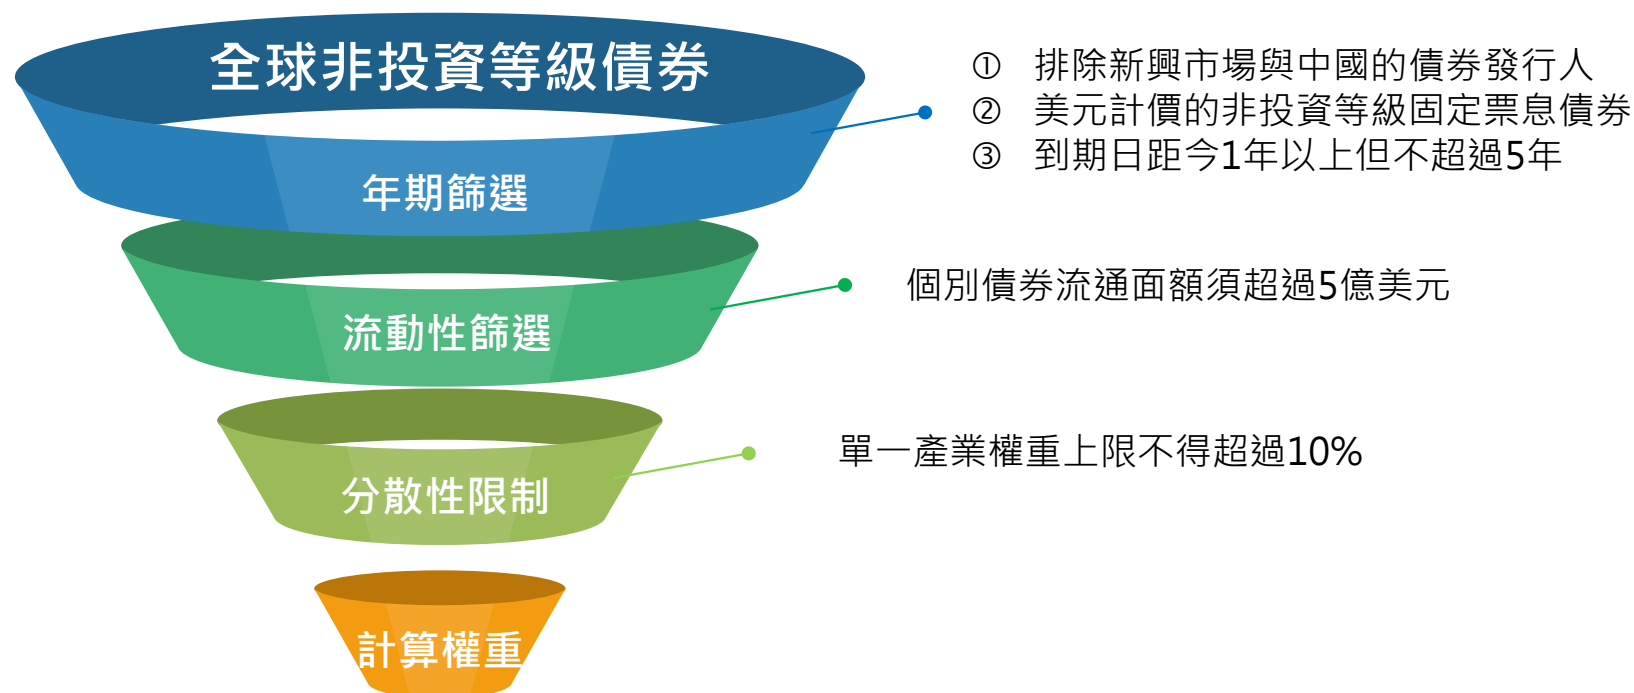 全球非投資等級債券
① 排除新興市場與中國的債券發行人
② 美元計價的非投資等級固定票息債券
③ 到期日距今1年以上但不超過5年
年期篩選
個別債券流通面額須超過5億美元
流動性篩選
單一產業權重上限不得超過10%
分散性限制
計算權重